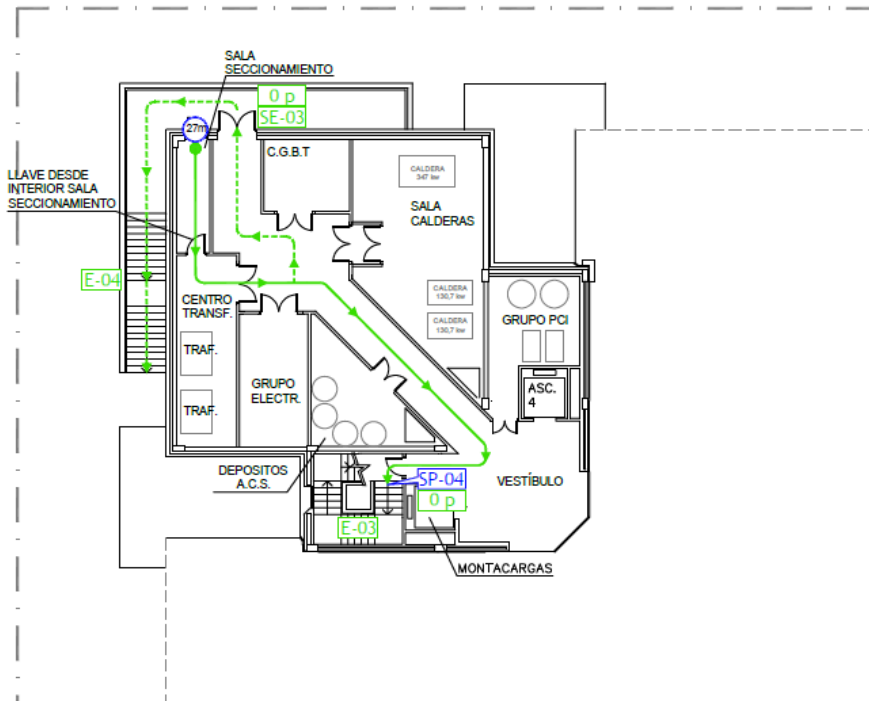 SALA
SECCIONAMIENTO
0 p
SE-03
27m
C.G.B.T
CALDERA
347 kw
LLAVE DESDE
INTERIOR SALA
SECCIONAMIENTO
SALA
CALDERAS
E-04
CENTRO
TRANSF.
CALDERA
130,7 kw
CALDERA
130,7 kw
GRUPO PCI
TRAF.
GRUPO
ELECTR.
ASC.
4
TRAF.
DEPOSITOS
A.C.S.
SP-04
0 p
VESTÍBULO
E-03
MONTACARGAS